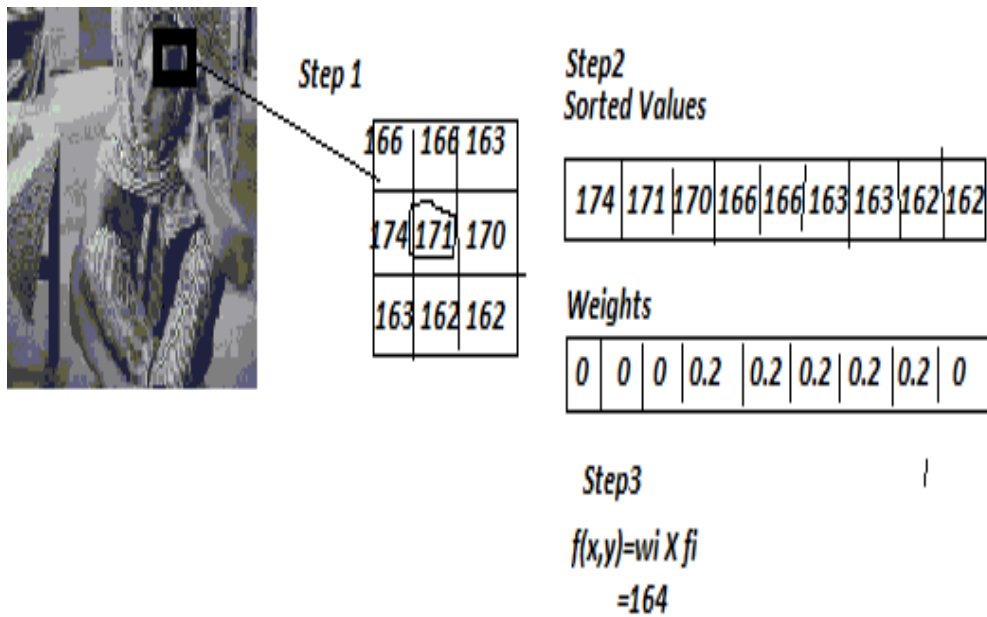 Step 1
166 166 163
174 171 170
163 162 162
Step2
Sorted Values
174 171 170 166 166 163 163 162 162
Weights
0 0 0 0.2 0.2 0.2 0.2 0.2 0
Step3
f(x,y)=wi X fi
=164